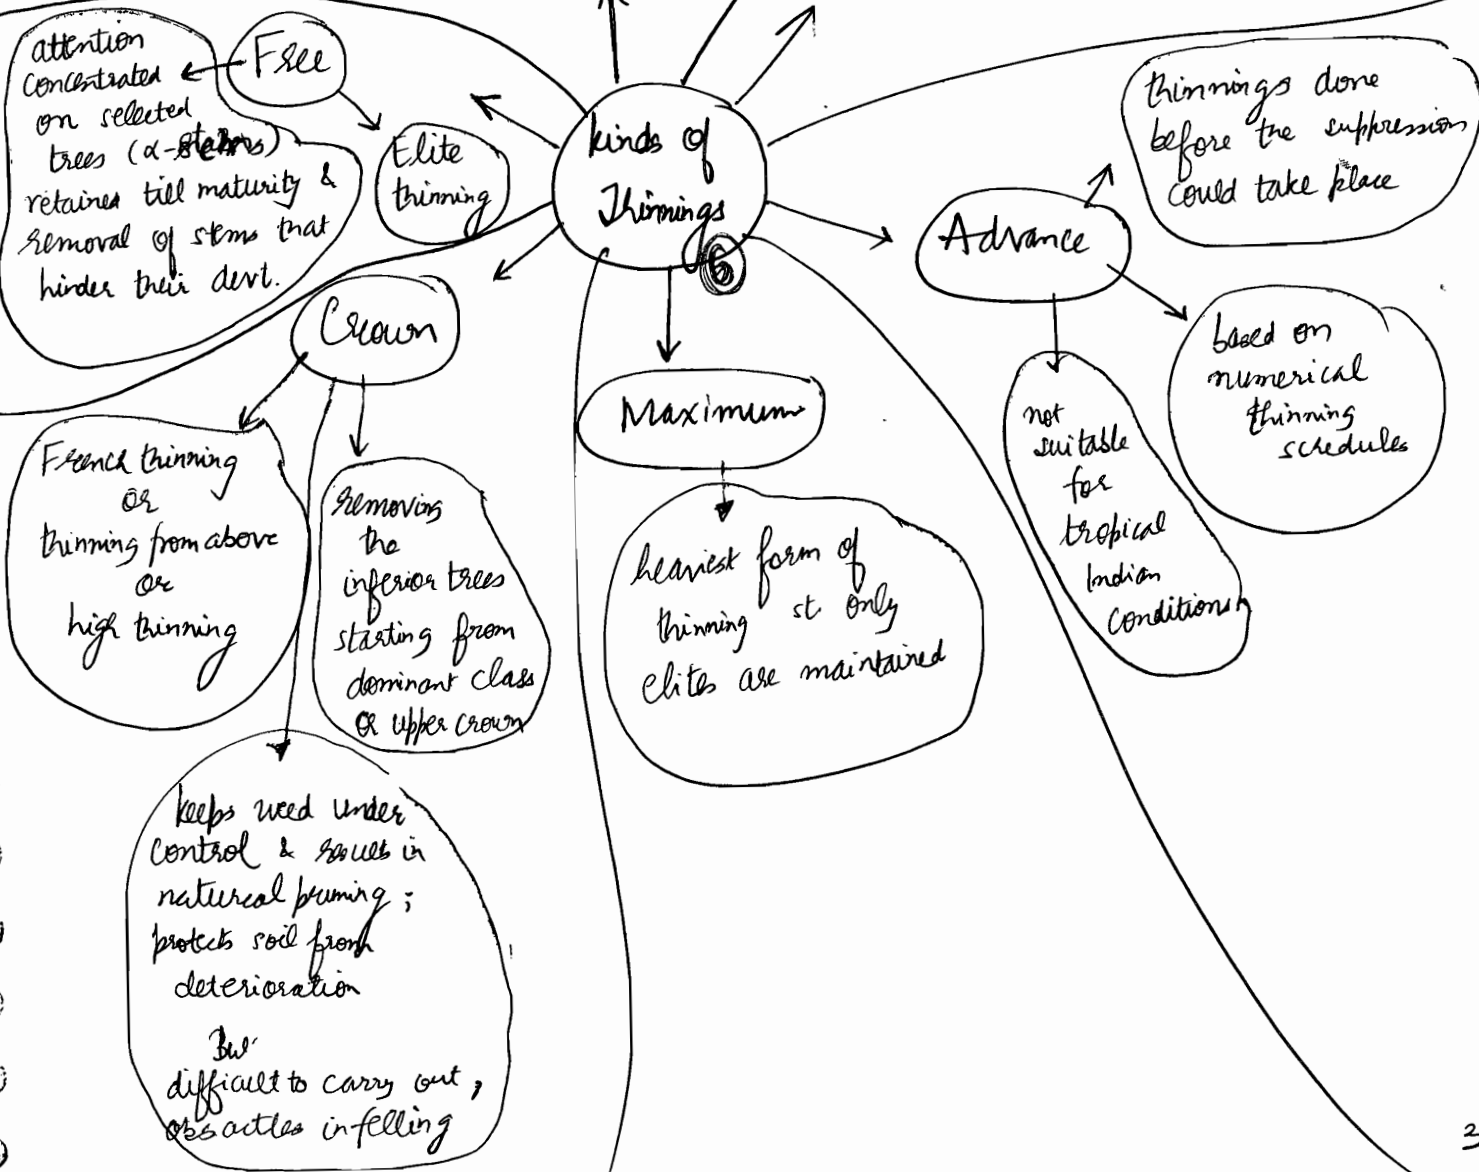 kinds of
Thinnings
Free
attention
concentrated
on selected
trees (α-stems)
retained till maturity &
removal of stems that
hinder their devt.
Elite
thinning
Crown
French thinning
or
thinning from above
or
high thinning
removing
the
inferior trees
starting from
dominant class
or upper crown
keeps weed under
control & results in
natural pruning ;
protects soil from
deterioration
But
difficult to carry out ,
obstactles in felling
Maximum
heaviest form of
thinning st. only
elites are maintained
Advance
thinnings done
before the suppression
could take place
based on
numerical
thinning
schedules
not
suitable
for
tropical
Indian
conditions
2